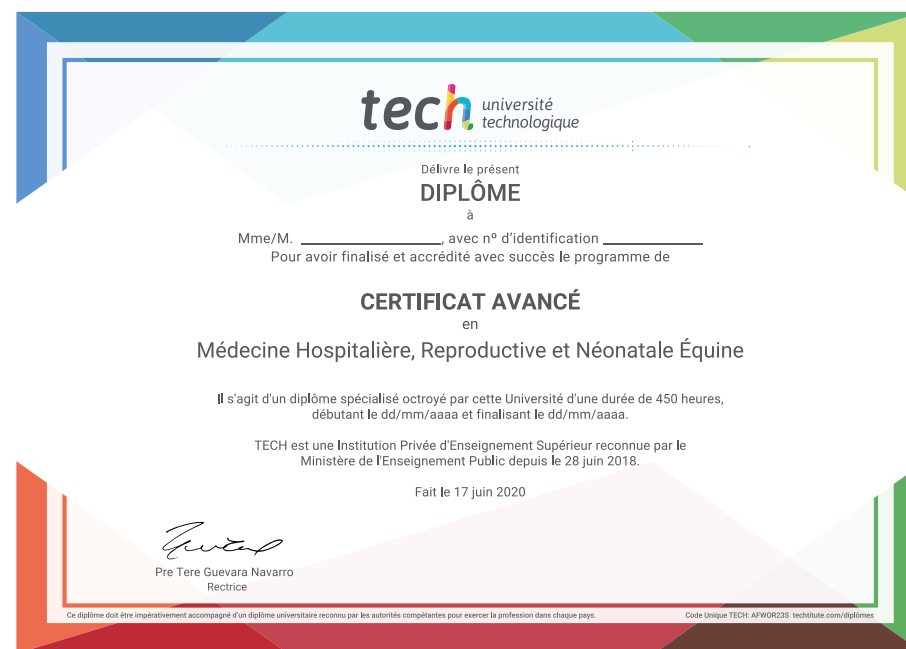 tech université
technologique
Délivre le présent
DIPLÔME
à
Mme/M. ____________________, avec nº d'identification ______________
Pour avoir finalisé et accrédité avec succès le programme de
CERTIFICAT AVANCÉ
en
Médecine Hospitalière, Reproductive et Néonatale Équine
Il s'agit d'un diplôme spécialisé octroyé par cette Université d'une durée de 450 heures,
débutant le dd/mm/aaaa et finalisant le dd/mm/aaaa.
TECH est une Institution Privée d'Enseignement Supérieur reconnue par le
Ministère de l'Enseignement Public depuis le 28 juin 2018.
Fait le 17 juin 2020
Pre Tere Guevara Navarro
Rectrice
Ce diplôme doit être impérativement accompagné d'un diplôme universitaire reconnu par les autorités compétantes pour exercer la profession dans chaque pays.
Code Unique TECH: AFWOR23S techtitute.com/diplômes